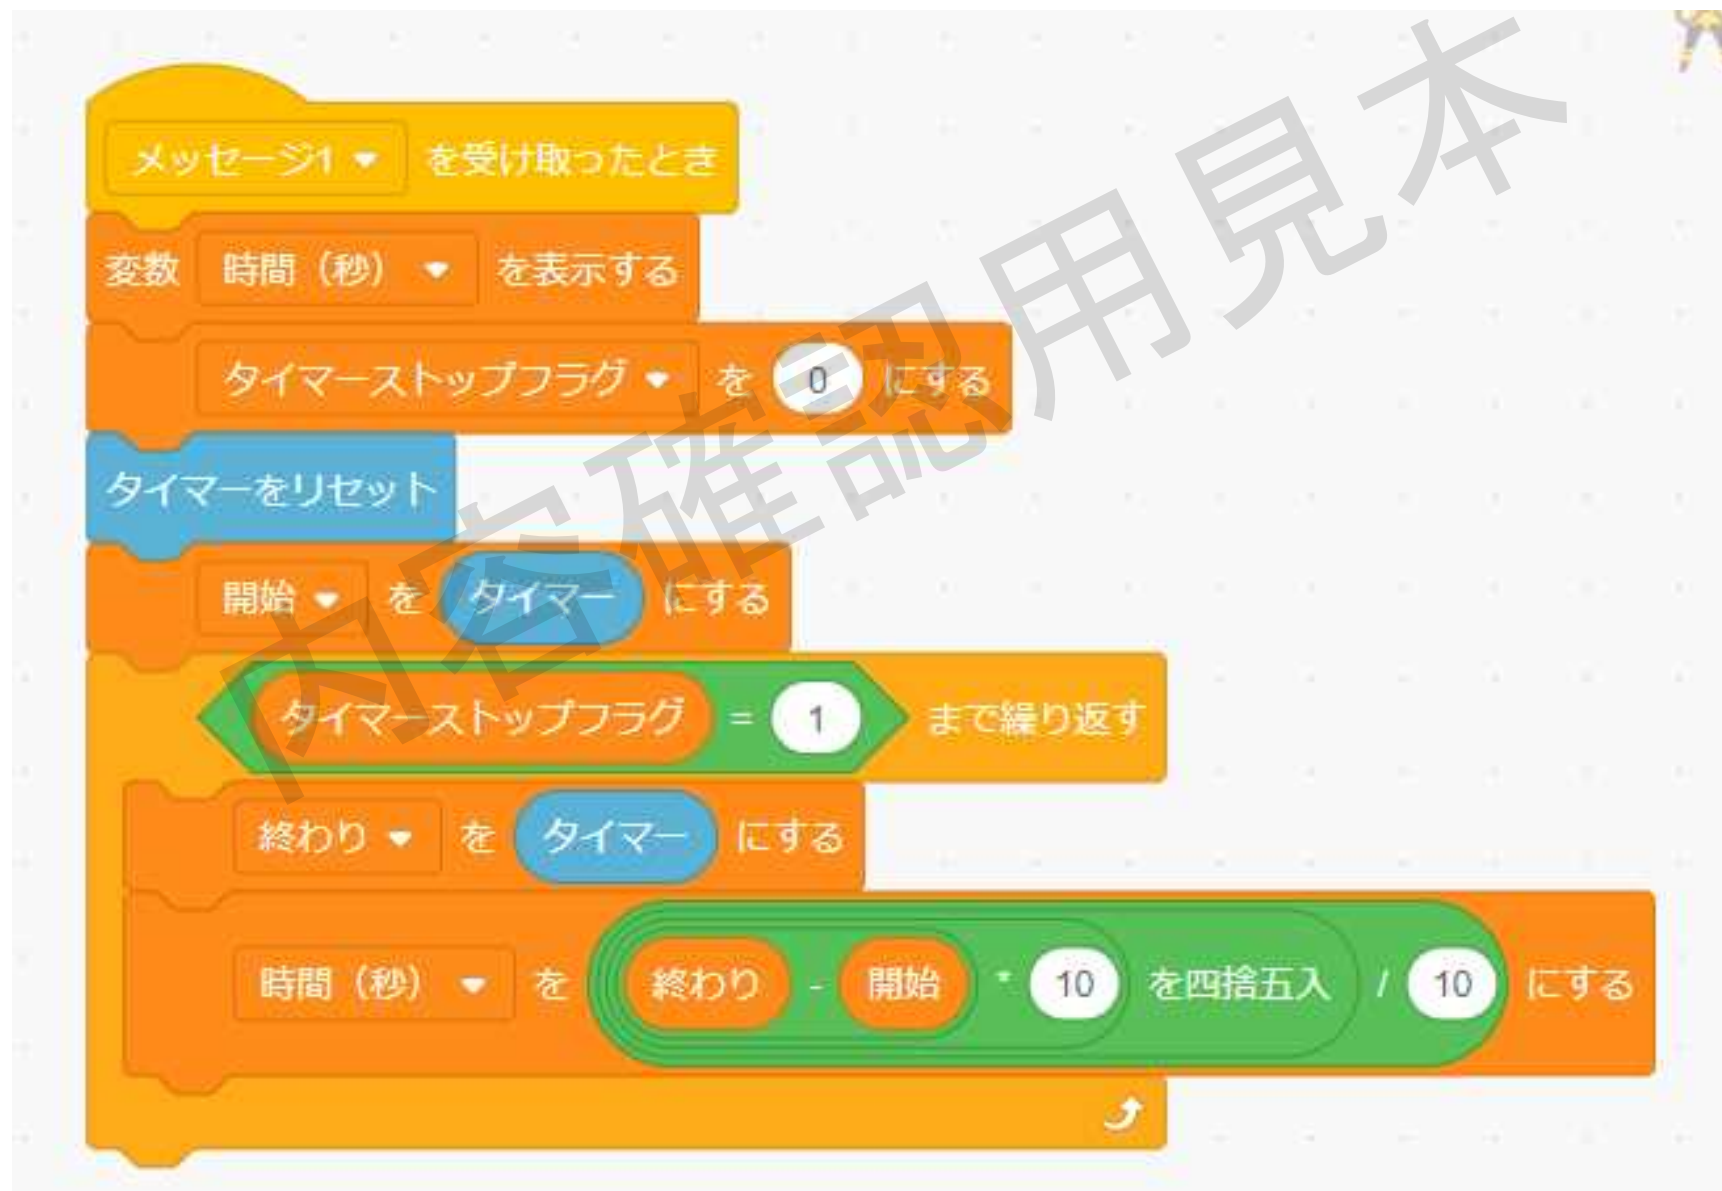 メッセージ1 を受け取ったとき
変数 時間（秒） を表示する
タイマーストップフラグ を 0 にする
タイマーをリセット
開始 を タイマー にする
タイマーストップフラグ = 1 まで繰り返す
終わり を タイマー にする
時間（秒） を 終わり - 開始 * 10 を四捨五入 / 10 にする
内容確認用見本